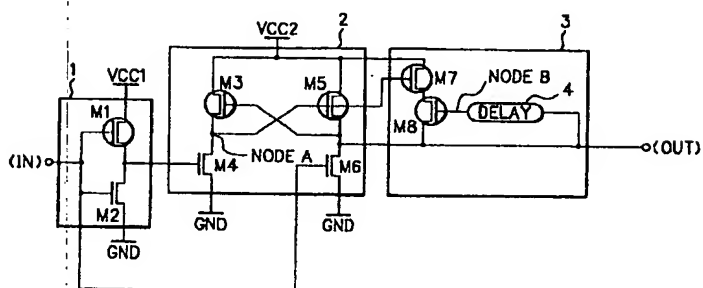 VCC2
2
3
1
VCC1
M3
M5
M7
NODE B
4
M1
M8
DELAY
(IN)
M4
NODE A
M6
(OUT)
M2
GND
GND
GND